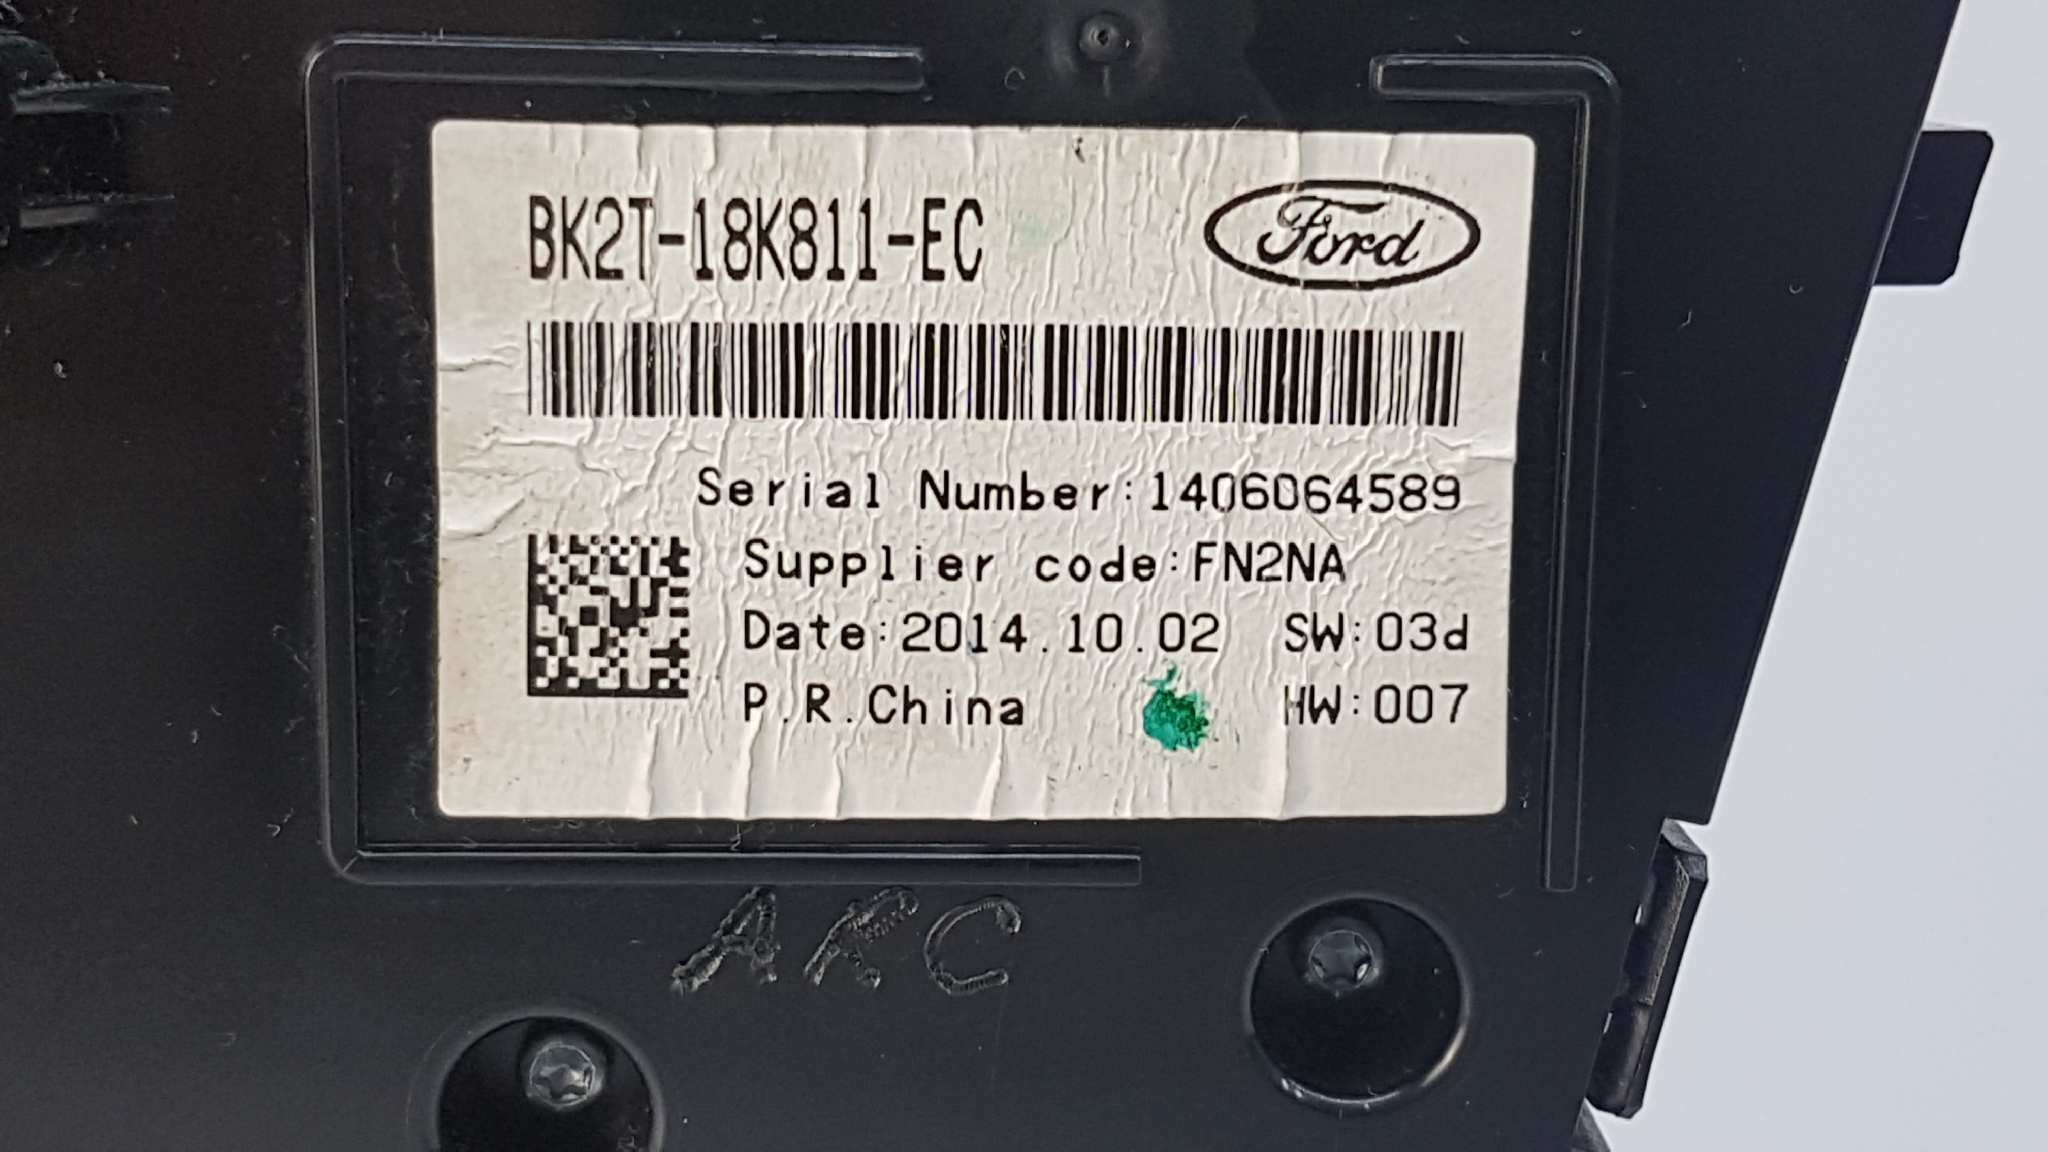 BK2T-18K811-EC
Ford
Serial Number:1406064589
Supplier code:FN2NA
Date:2014.10.02 SW:03d
P.R.China HW:007
ARC